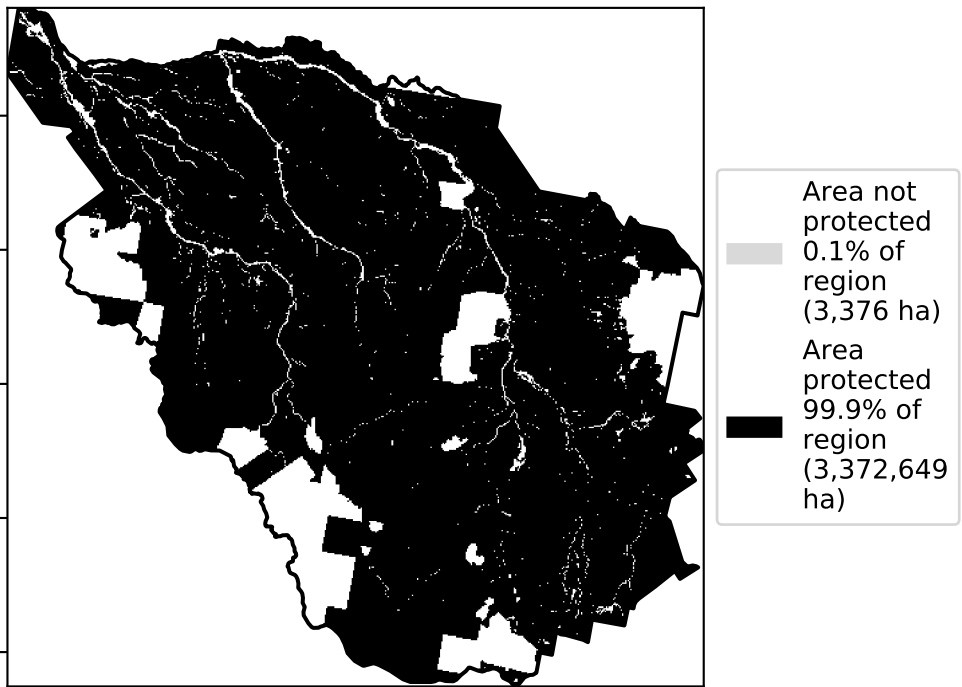 Area not
protected
0.1% of
region
(3,376 ha)
Area
protected
99.9% of
region
(3,372,649
ha)